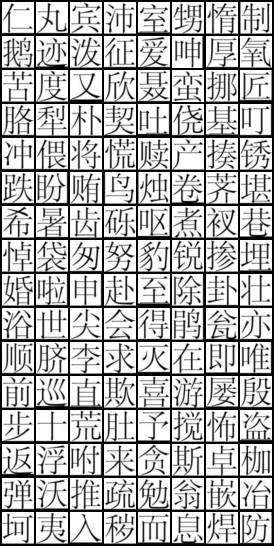 仁丸宾沛室甥惰制
鹅迹泼征爱呻厚氧
苦度又欣聂蛮挪匠
胳犁朴契吐侥基叮
冲偎将慌赎产揍锈
跌盼贿鸟烛卷荠堪
希暑齿砾呕煮衩巷
悼袋匆努豹锐掺埋
婚啦申赴至除卦壮
浴世尖会得鹃瓮亦
顺脐李求灭在即唯
前巡直欺喜游屡殷
步十荒肚予搅怖盗
返浮咐来贪斯卓枷
弹沃推疏勉翁嵌冶
坷夷入秽而息焊防